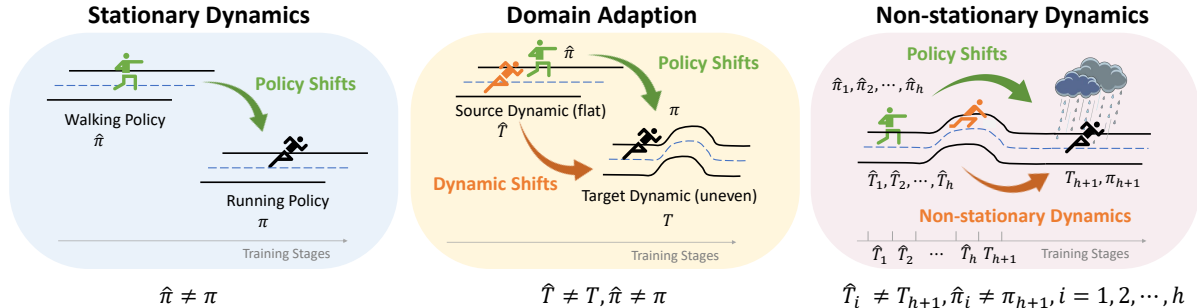 Stationary Dynamics
Policy Shifts
Walking Policy
π̂
Running Policy
π
Training Stages
π̂ ≠ π
Domain Adaption
π̂
Policy Shifts
Source Dynamic (flat)
T̂
π
Dynamic Shifts
Target Dynamic (uneven)
T
Training Stages
T̂ ≠ T, π̂ ≠ π
Non-stationary Dynamics
Policy Shifts
π̂₁, π̂₂, ⋯, π̂ₕ
T̂₁, T̂₂, ⋯, T̂ₕ
Tₕ₊₁, πₕ₊₁
Non-stationary Dynamics
Training Stages
T̂₁ T̂₂ ⋯ T̂ₕ Tₕ₊₁
T̂ᵢ ≠ Tₕ₊₁, π̂ᵢ ≠ πₕ₊₁, i = 1, 2, ⋯, h